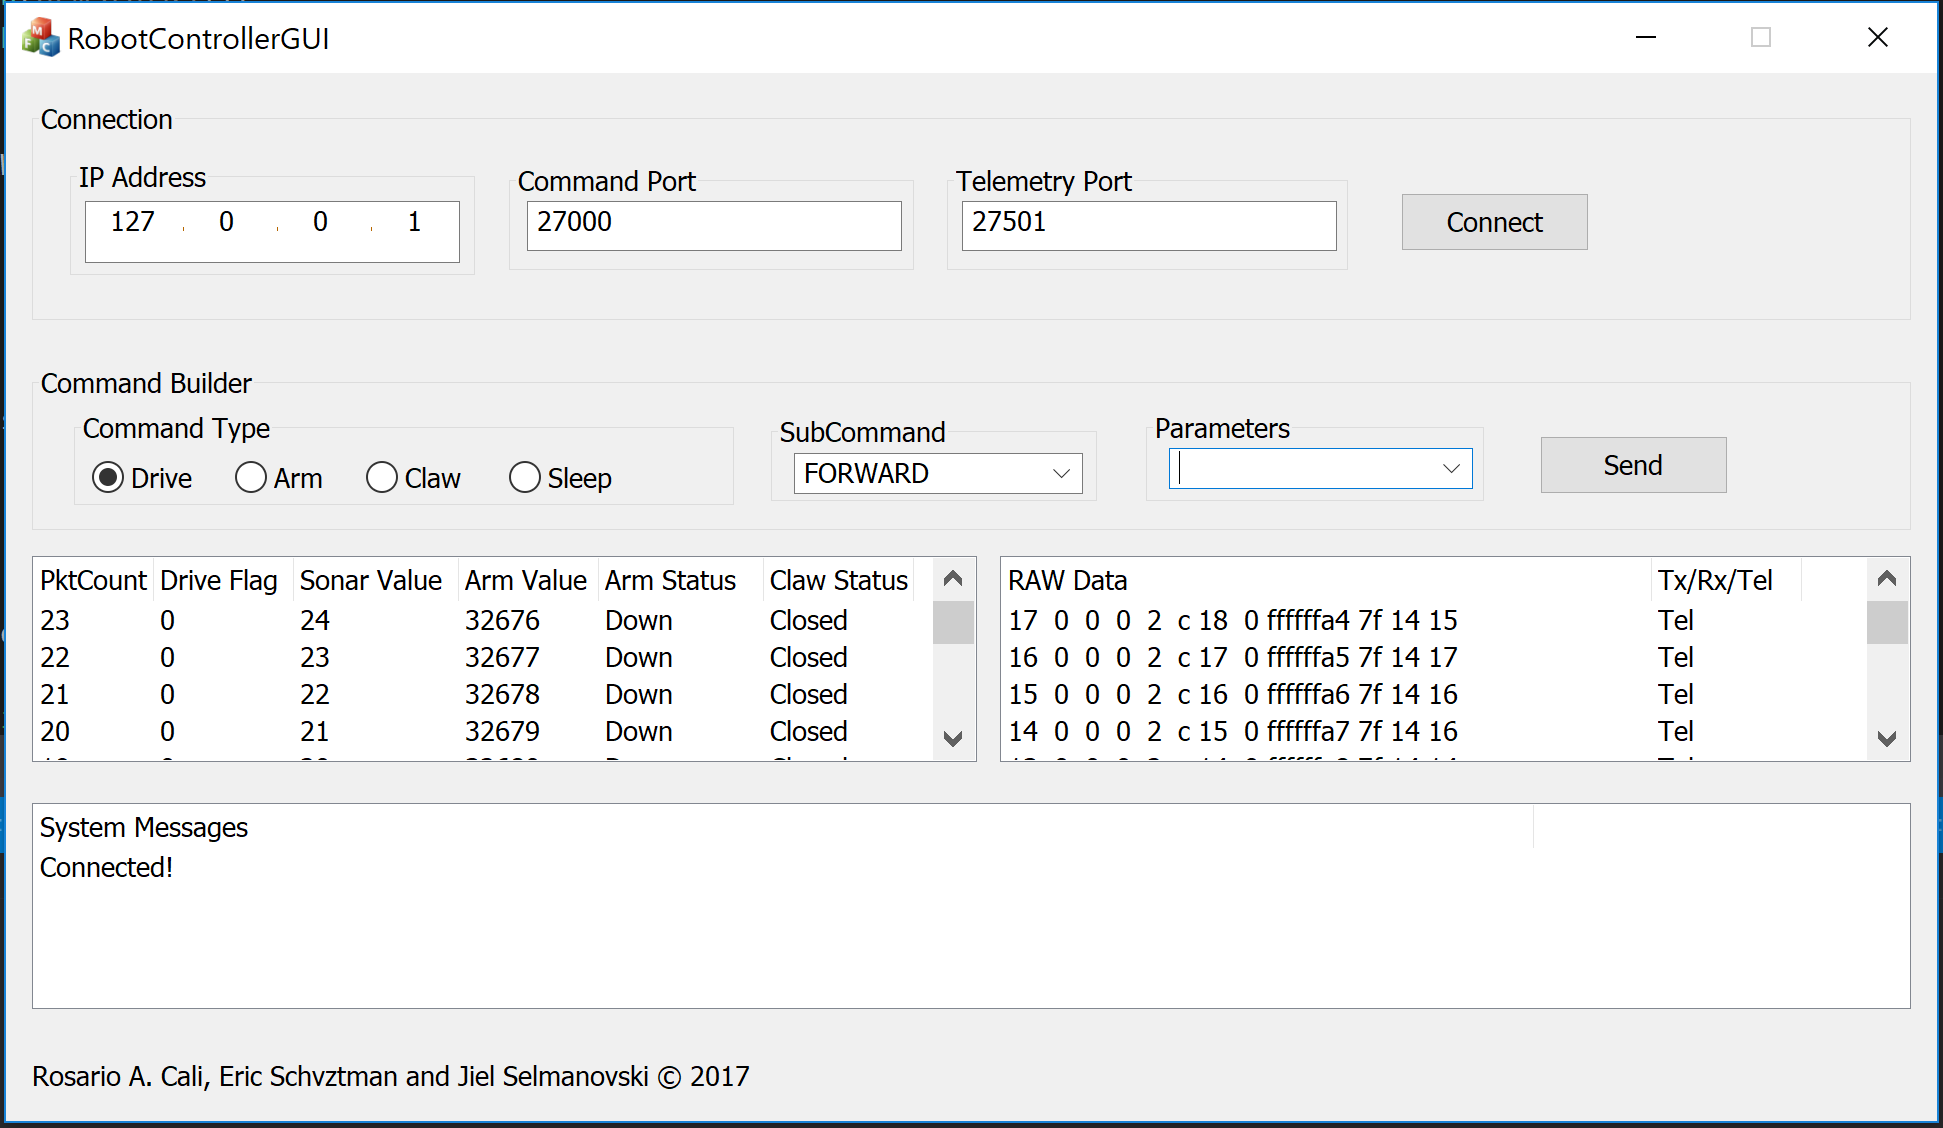 RobotControllerGUI
Connection
IP Address
Command Port
Telemetry Port
127 . 0 . 0 . 1
27000
27501
Connect
Command Builder
Command Type
SubCommand
Parameters
Drive Arm Claw Sleep
FORWARD
Send
PktCount Drive Flag Sonar Value Arm Value Arm Status Claw Status
23 0 24 32676 Down Closed
22 0 23 32677 Down Closed
21 0 22 32678 Down Closed
20 0 21 32679 Down Closed
RAW Data Tx/Rx/Tel
17 0 0 0 2 c 18 0 ffffffa4 7f 14 15 Tel
16 0 0 0 2 c 17 0 ffffffa5 7f 14 17 Tel
15 0 0 0 2 c 16 0 ffffffa6 7f 14 16 Tel
14 0 0 0 2 c 15 0 ffffffa7 7f 14 16 Tel
System Messages
Connected!
Rosario A. Cali, Eric Schvztman and Jiel Selmanovski © 2017